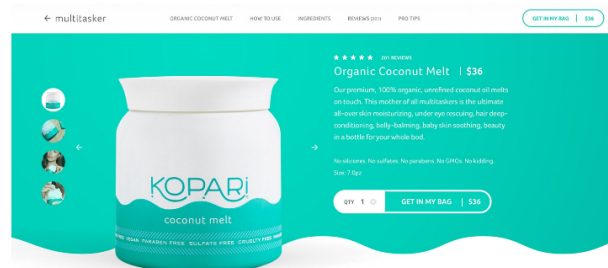 ← multitasker
ORGANIC COCONUT MELT HOW TO USE INGREDIENTS REVIEWS PRO TIPS
GET IN MY BAG | $36
REVIEWS
Organic Coconut Melt | $36
Our premium, 100% organic, unrefined coconut oil melts
on touch. This mother of all multitaskers is the ultimate
all-over skin moisturizing, under eye rescuing, hair deep-
conditioning, belly-balming, baby skin soothing, beauty
in a bottle for your whole bod.
No silicones. No sulfates. No parabens. No GMOs. No kidding.
Size: 7.0oz
QTY 1 GET IN MY BAG | $36
KOPARI
coconut melt
VEGAN PARABEN FREE SULFATE FREE CRUELTY FREE